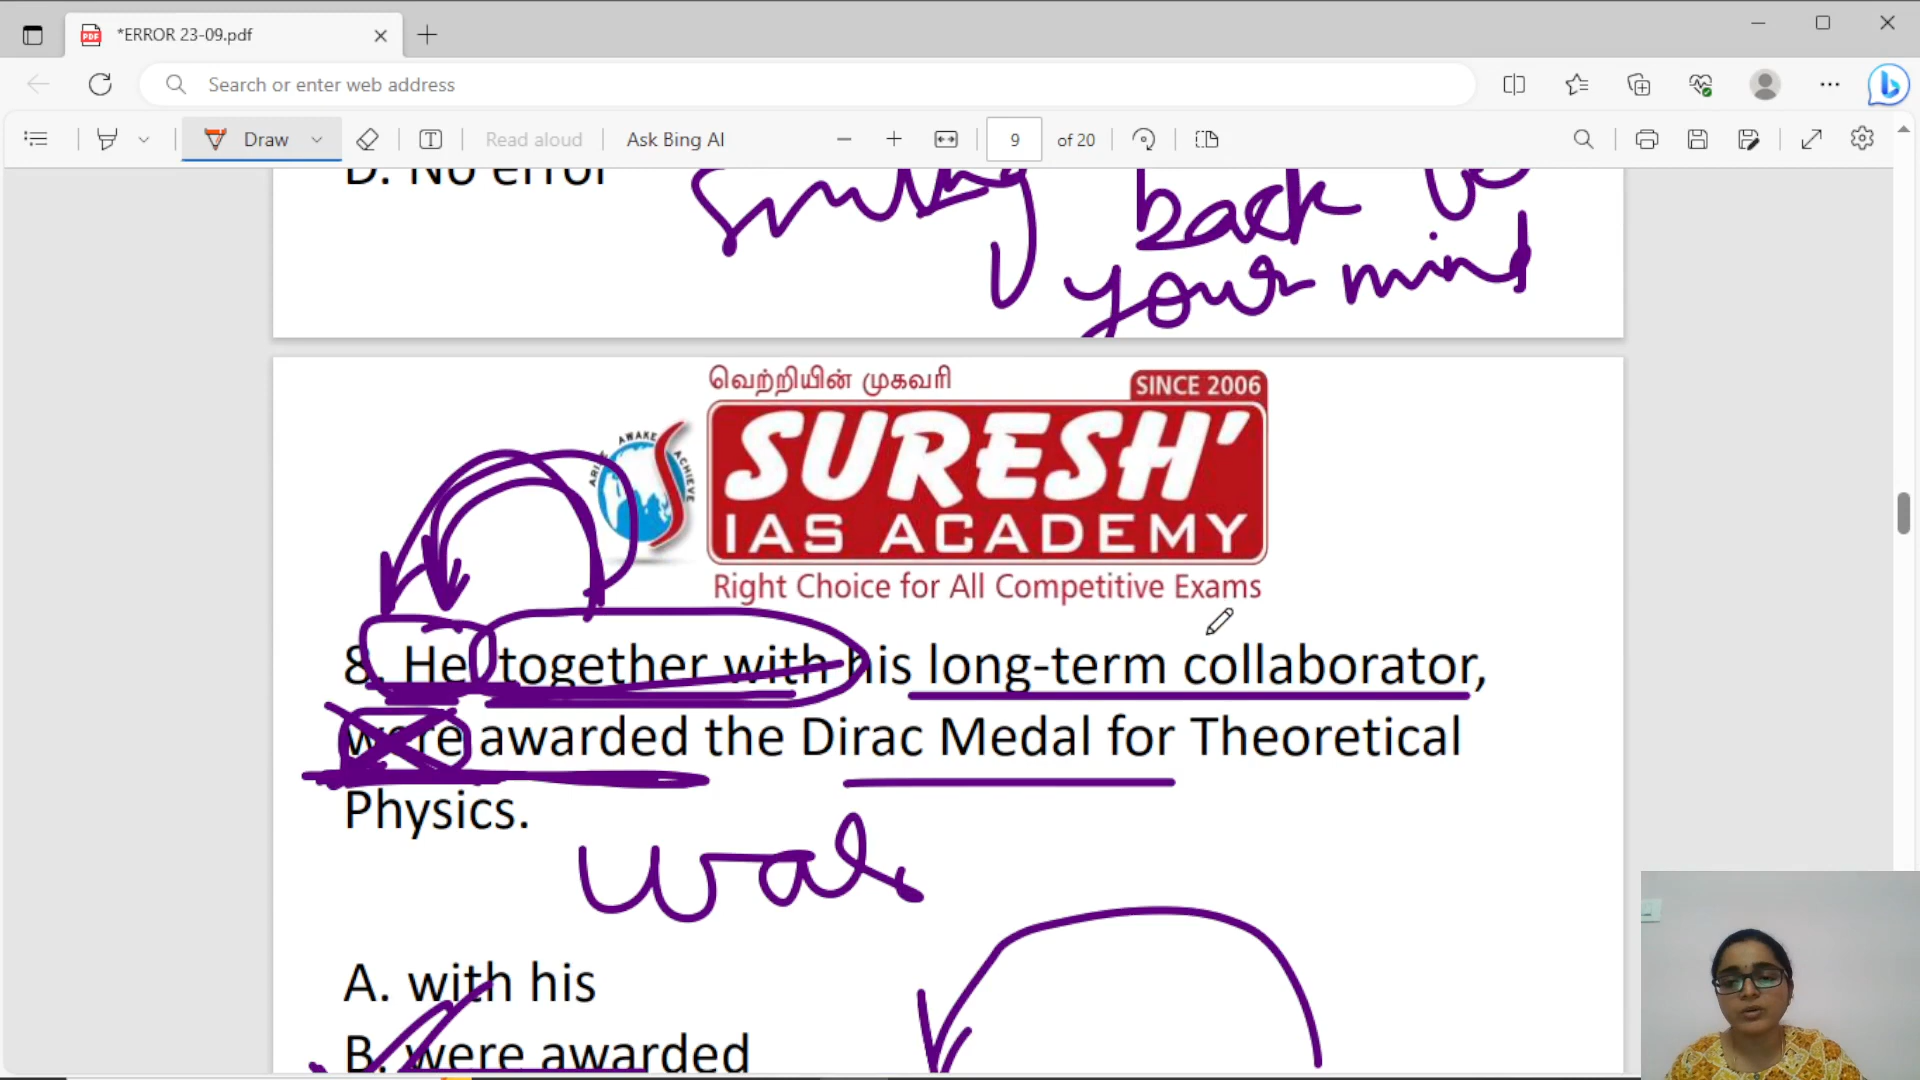 *ERROR 23-09.pdf
Search or enter web address
Draw
Read aloud
Ask Bing AI
9
of 20
D. No error
back
your mind
வெற்றியின் முகவரி
SINCE 2006
ARISE AWAKE ACHIEVE
SURESH'
IAS ACADEMY
Right Choice for All Competitive Exams
8. He together with his long-term collaborator,
were awarded the Dirac Medal for Theoretical
Physics.
was
A. with his
B. were awarded